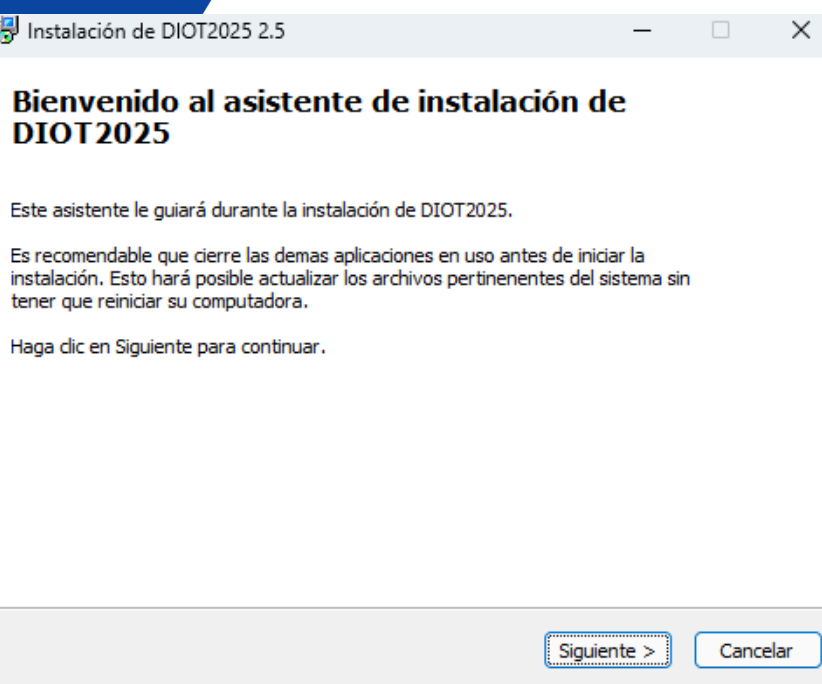 Instalación de DIOT2025 2.5
Bienvenido al asistente de instalación de
DIOT2025
Este asistente le guiará durante la instalación de DIOT2025.
Es recomendable que cierre las demas aplicaciones en uso antes de iniciar la
instalación. Esto hará posible actualizar los archivos pertinenentes del sistema sin
tener que reiniciar su computadora.
Haga clic en Siguiente para continuar.
Siguiente >
Cancelar